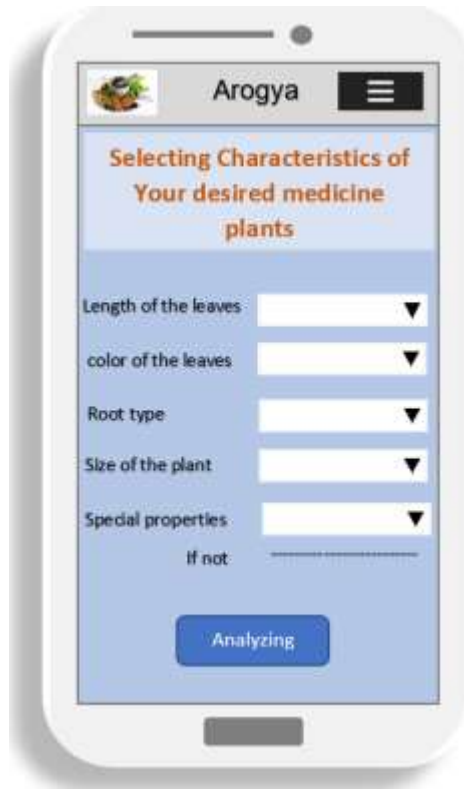 Arogya
Selecting Characteristics of
Your desired medicine
plants
Length of the leaves
color of the leaves
Root type
Size of the plant
Special properties
If not
Analyzing